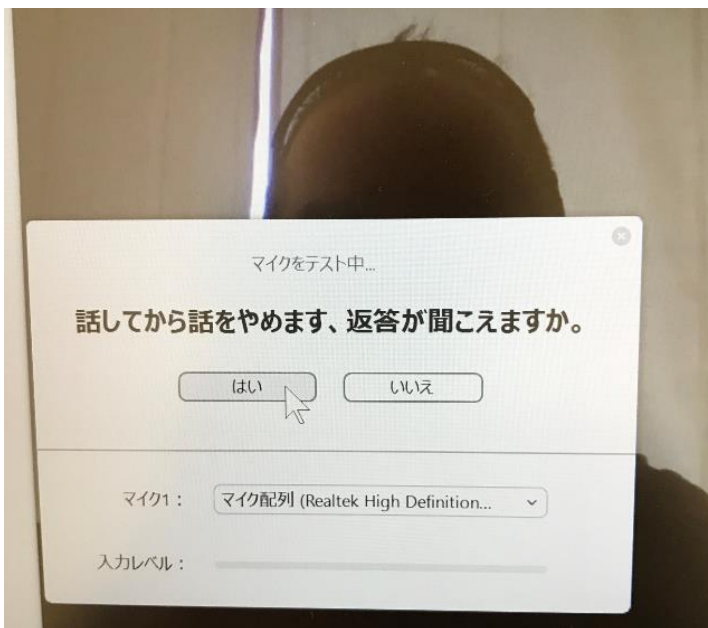 マイクをテスト中...
話してから話をやめます、返答が聞こえますか。
はい いいえ
マイク1： マイク配列 (Realtek High Definition...
入力レベル：